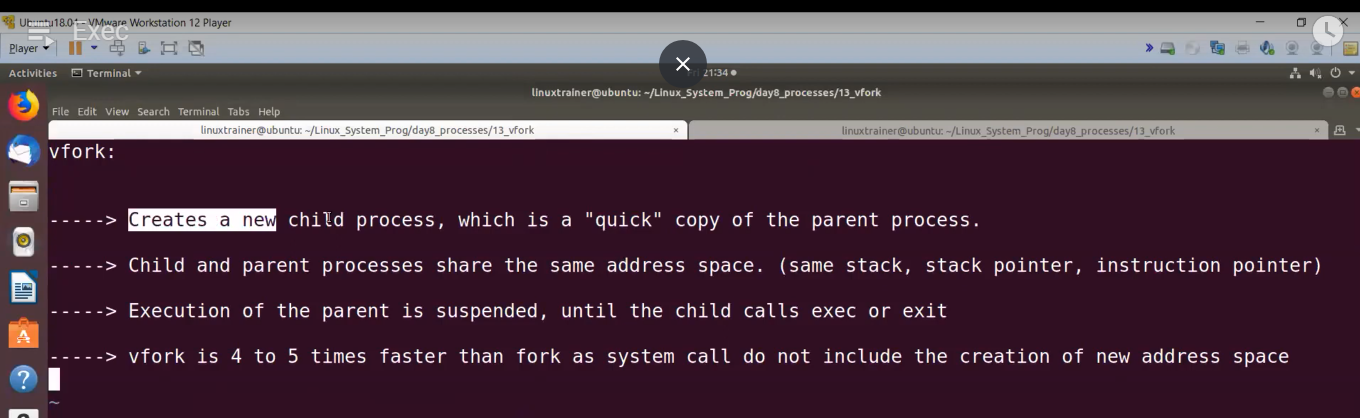 Ubuntu18.04 - VMware Workstation 12 Player
Exec
Player
Activities
Terminal
21:34
linuxtrainer@ubuntu: ~/Linux_System_Prog/day8_processes/13_vfork
File Edit View Search Terminal Tabs Help
linuxtrainer@ubuntu: ~/Linux_System_Prog/day8_processes/13_vfork
linuxtrainer@ubuntu: ~/Linux_System_Prog/day8_processes/13_vfork
vfork:
-----> Creates a new child process, which is a "quick" copy of the parent process.
-----> Child and parent processes share the same address space. (same stack, stack pointer, instruction pointer)
-----> Execution of the parent is suspended, until the child calls exec or exit
-----> vfork is 4 to 5 times faster than fork as system call do not include the creation of new address space
~